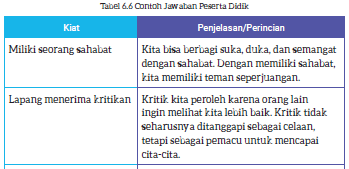 Tabel 6.6 Contoh Jawaban Peserta Didik
Kiat
Penjelasan/Perincian
Miliki seorang sahabat
Kita bisa berbagi suka, duka, dan semangat
dengan sahabat. Dengan memiliki sahabat,
kita memiliki teman seperjuangan.
Lapang menerima kritikan
Kritik kita peroleh karena orang lain
ingin melihat kita lebih baik. Kritik tidak
seharusnya ditanggapi sebagai celaan,
tetapi sebagai pemacu untuk mencapai
cita-cita.